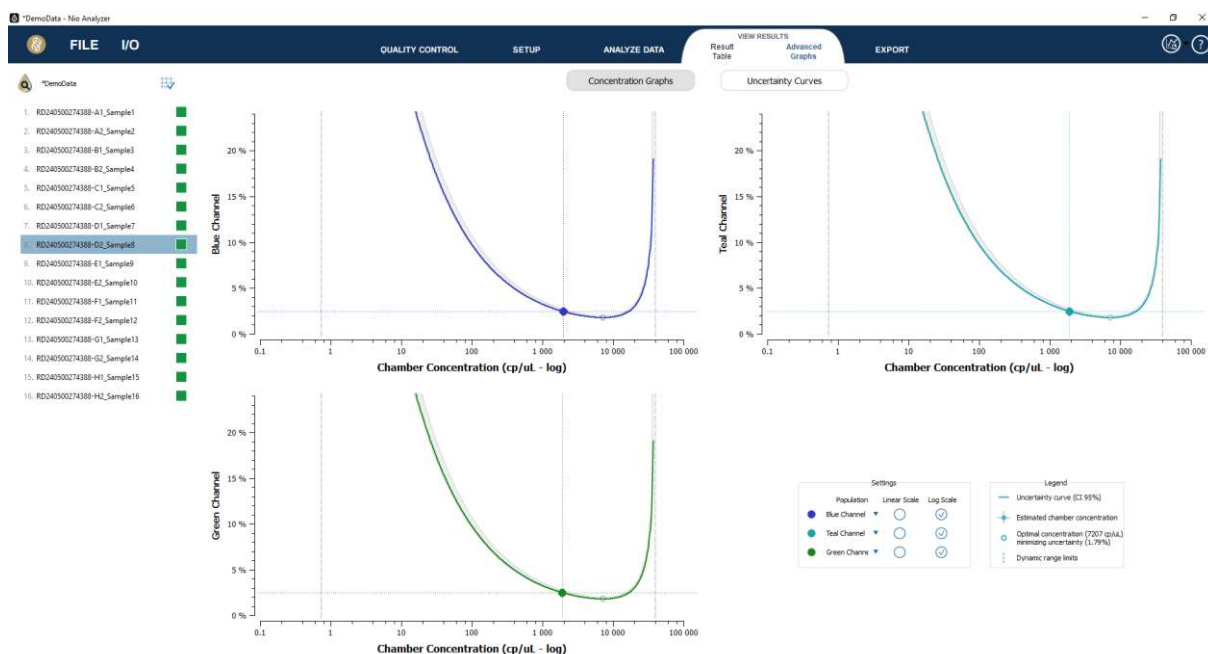 *DemoData - Nio Analyzer
FILE I/O
QUALITY CONTROL SETUP ANALYZE DATA
VIEW RESULTS
Result Table
Advanced Graphs
EXPORT
?
*DemoData
Concentration Graphs Uncertainty Curves
1. RD240500274388-A1_Sample1
2. RD240500274388-A2_Sample2
3. RD240500274388-B1_Sample3
4. RD240500274388-B2_Sample4
5. RD240500274388-C1_Sample5
6. RD240500274388-C2_Sample6
7. RD240500274388-D1_Sample7
8. RD240500274388-D2_Sample8
9. RD240500274388-E1_Sample9
10. RD240500274388-E2_Sample10
11. RD240500274388-F1_Sample11
12. RD240500274388-F2_Sample12
13. RD240500274388-G1_Sample13
14. RD240500274388-G2_Sample14
15. RD240500274388-H1_Sample15
16. RD240500274388-H2_Sample16
Blue Channel
20 %
15 %
10 %
5 %
0 %
0.1 1 10 100 1 000 10 000 100 000
Chamber Concentration (cp/uL - log)
Teal Channel
20 %
15 %
10 %
5 %
0 %
0.1 1 10 100 1 000 10 000 100 000
Chamber Concentration (cp/uL - log)
Green Channel
20 %
15 %
10 %
5 %
0 %
0.1 1 10 100 1 000 10 000 100 000
Chamber Concentration (cp/uL - log)
Settings
Population Linear Scale Log Scale
Blue Channel
Teal Channel
Green Channe
Legend
Uncertainty curve (CI 95%)
Estimated chamber concentration
Optimal concentration (7207 cp/uL)
minimizing uncertainty (1.79%)
Dynamic range limits